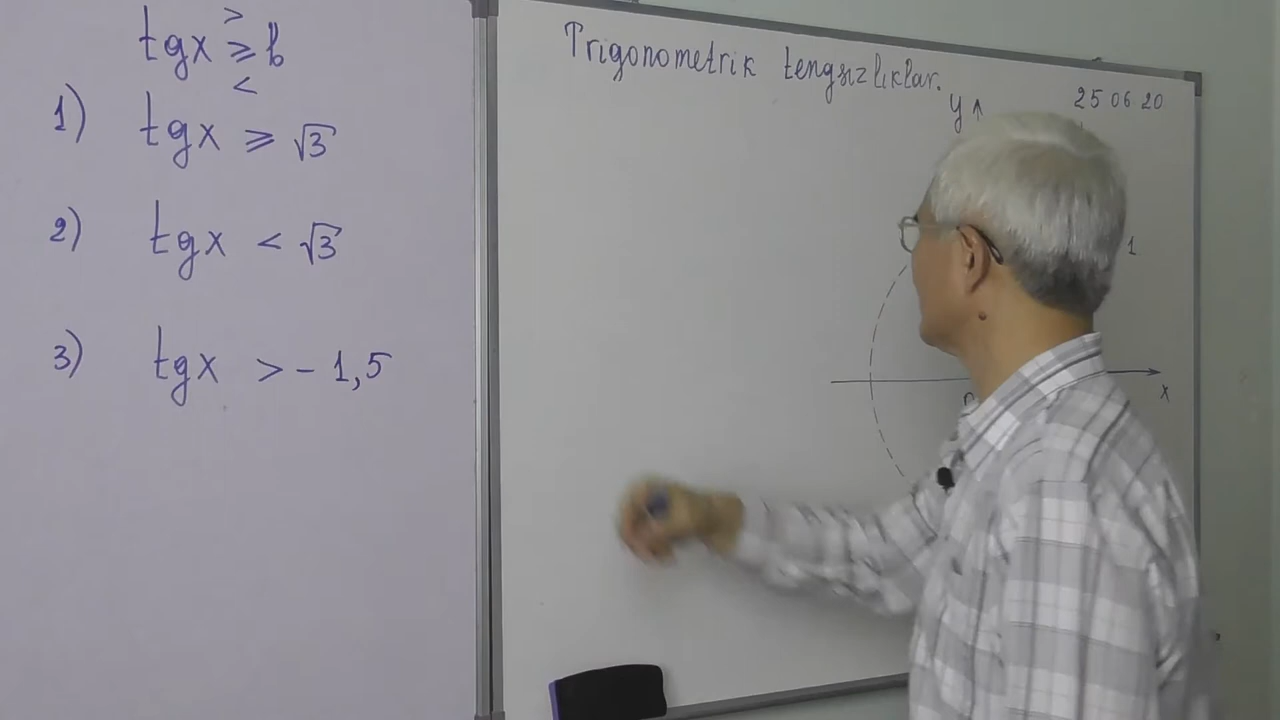 >
tgx ⩾ b
<
1) tgx ⩾ √3
2) tgx < √3
3) tgx > - 1,5
Trigonometrik tengsizliklar.
25 06 20
y
1
x